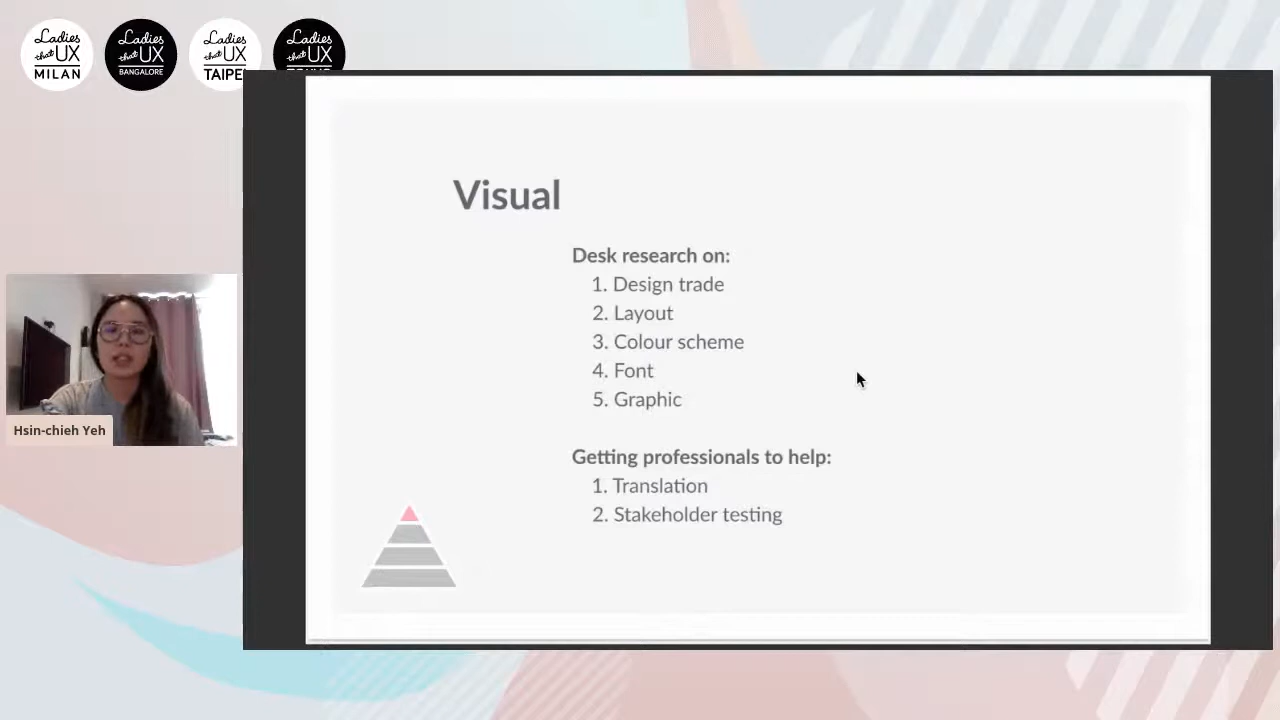 Ladies
that UX
MILAN
Ladies
that UX
BANGALORE
Ladies
that UX
TAIPE
Ladies
that UX
Visual
Desk research on:
1. Design trade
2. Layout
3. Colour scheme
4. Font
5. Graphic
Getting professionals to help:
1. Translation
2. Stakeholder testing
Hsin-chieh Yeh